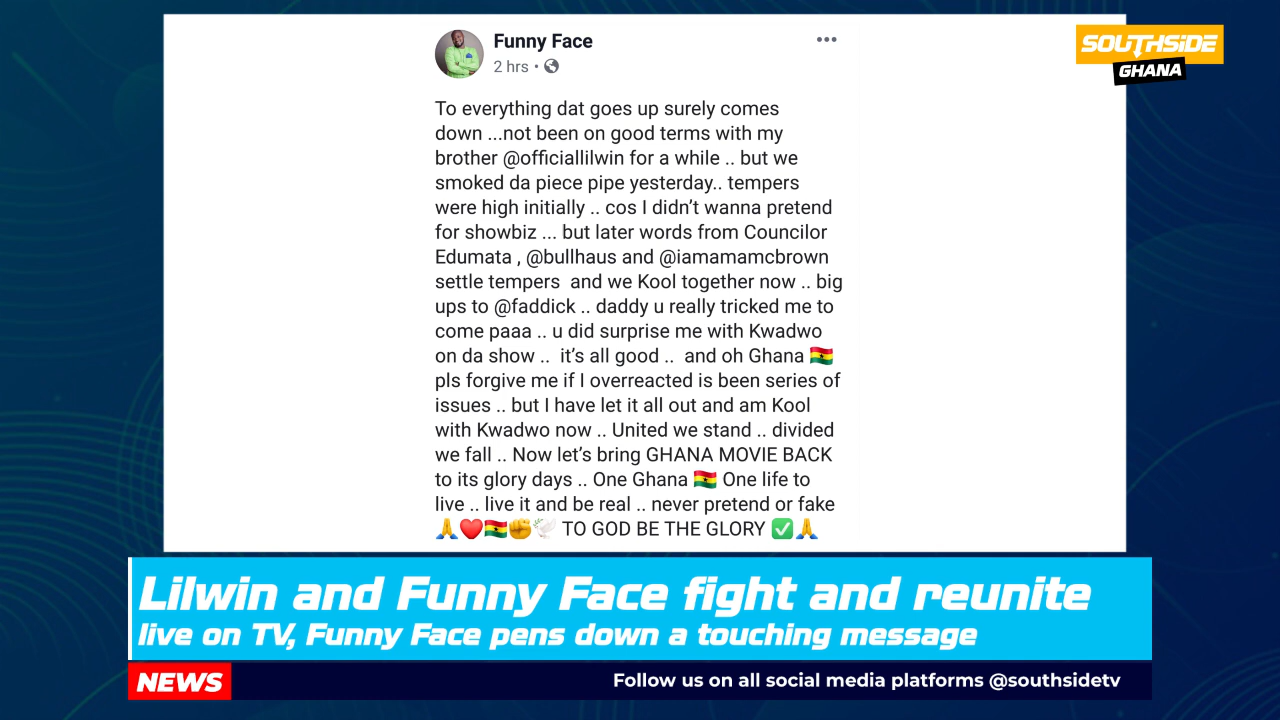 Funny Face
2 hrs •
SOUTHSIDE
GHANA
To everything dat goes up surely comes
down ...not been on good terms with my
brother @officiallilwin for a while .. but we
smoked da piece pipe yesterday.. tempers
were high initially .. cos I didn’t wanna pretend
for showbiz ... but later words from Councilor
Edumata , @bullhaus and @iamamamcbrown
settle tempers  and we Kool together now .. big
ups to @faddick .. daddy u really tricked me to
come paaa .. u did surprise me with Kwadwo
on da show ..  it’s all good ..  and oh Ghana 🇬🇭
pls forgive me if I overreacted is been series of
issues .. but I have let it all out and am Kool
with Kwadwo now .. United we stand .. divided
we fall .. Now let’s bring GHANA MOVIE BACK
to its glory days .. One Ghana 🇬🇭 One life to
live .. live it and be real .. never pretend or fake
🙏❤️🇬🇭✊🕊️ TO GOD BE THE GLORY ✅🙏
Lilwin and Funny Face fight and reunite
live on TV, Funny Face pens down a touching message
NEWS
Follow us on all social media platforms @southsidetv